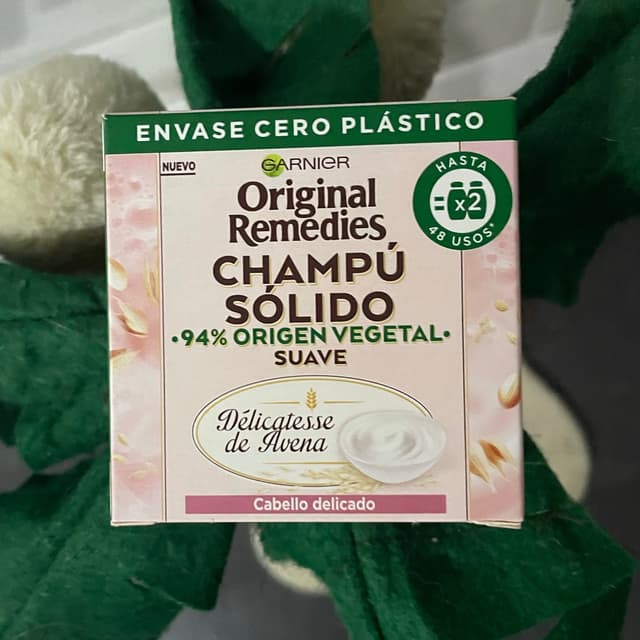 ENVASE CERO PLÁSTICO
NUEVO
GARNIER
HASTA
= x2
48 USOS*
Original
Remedies
CHAMPÚ
SÓLIDO
•94% ORIGEN VEGETAL•
SUAVE
Délicatesse
de Avena
Cabello delicado